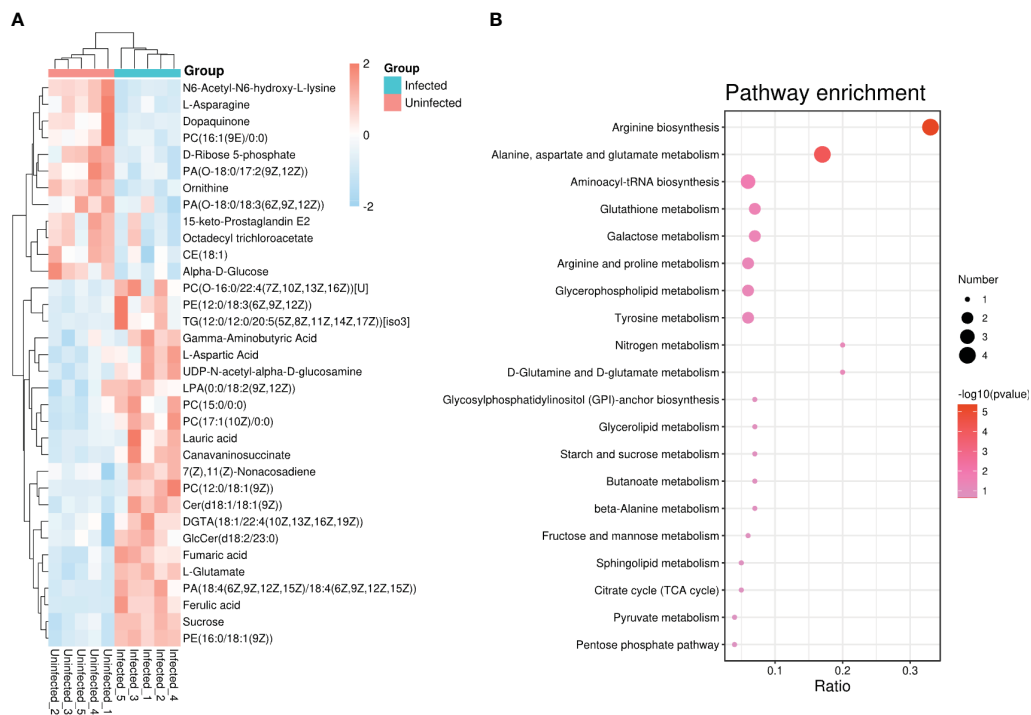 A
Group
N6-Acetyl-N6-hydroxy-L-lysine
L-Asparagine
Dopaquinone
PC(16:1(9E)/0:0)
D-Ribose 5-phosphate
PA(O-18:0/17:2(9Z,12Z))
Ornithine
PA(O-18:0/18:3(6Z,9Z,12Z))
15-keto-Prostaglandin E2
Octadecyl trichloroacetate
CE(18:1)
Alpha-D-Glucose
PC(O-16:0/22:4(7Z,10Z,13Z,16Z))[U]
PE(12:0/18:3(6Z,9Z,12Z))
TG(12:0/12:0/20:5(5Z,8Z,11Z,14Z,17Z))[iso3]
Gamma-Aminobutyric Acid
L-Aspartic Acid
UDP-N-acetyl-alpha-D-glucosamine
LPA(0:0/18:2(9Z,12Z))
PC(15:0/0:0)
PC(17:1(10Z)/0:0)
Lauric acid
Canavaninosuccinate
7(Z),11(Z)-Nonacosadiene
PC(12:0/18:1(9Z))
Cer(d18:1/18:1(9Z))
DGTA(18:1/22:4(10Z,13Z,16Z,19Z))
GlcCer(d18:2/23:0)
Fumaric acid
L-Glutamate
PA(18:4(6Z,9Z,12Z,15Z)/18:4(6Z,9Z,12Z,15Z))
Ferulic acid
Sucrose
PE(16:0/18:1(9Z))
Uninfected_2
Uninfected_3
Uninfected_5
Uninfected_4
Uninfected_1
Infected_5
Infected_3
Infected_1
Infected_2
Infected_4
2
0
-2
Group
Infected
Uninfected
B
Pathway enrichment
Arginine biosynthesis
Alanine, aspartate and glutamate metabolism
Aminoacyl-tRNA biosynthesis
Glutathione metabolism
Galactose metabolism
Arginine and proline metabolism
Glycerophospholipid metabolism
Tyrosine metabolism
Nitrogen metabolism
D-Glutamine and D-glutamate metabolism
Glycosylphosphatidylinositol (GPI)-anchor biosynthesis
Glycerolipid metabolism
Starch and sucrose metabolism
Butanoate metabolism
beta-Alanine metabolism
Fructose and mannose metabolism
Sphingolipid metabolism
Citrate cycle (TCA cycle)
Pyruvate metabolism
Pentose phosphate pathway
0.1 0.2 0.3
Ratio
Number
1
2
3
4
-log10(pvalue)
5
4
3
2
1